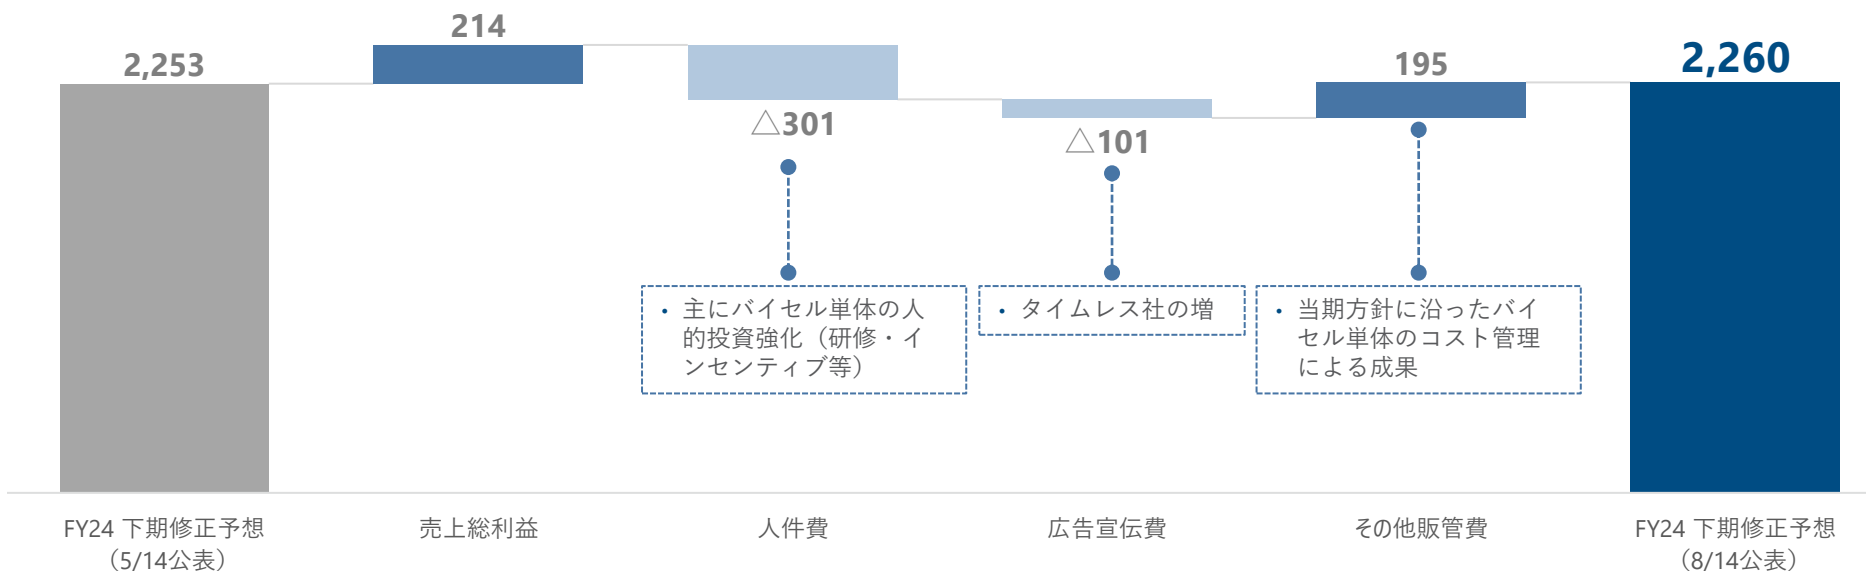 2,253
214
△301
△101
195
2,260
• 主にバイセル単体の人
的投資強化（研修・イ
ンセンティブ等）
• タイムレス社の増
• 当期方針に沿ったバイ
セル単体のコスト管理
による成果
FY24 下期修正予想
（5/14公表）
売上総利益
人件費
広告宣伝費
その他販管費
FY24 下期修正予想
（8/14公表）